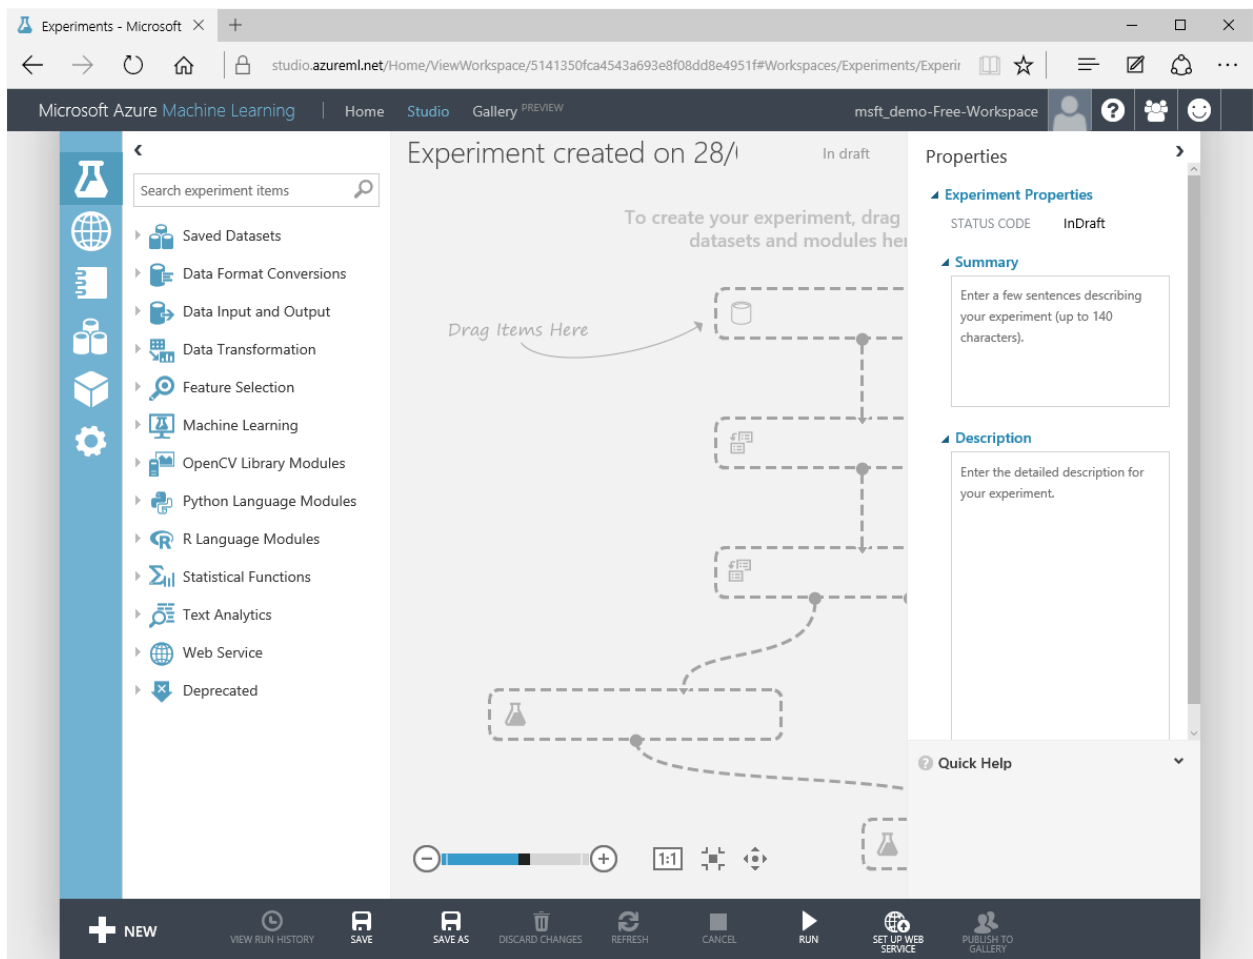 Experiments - Microsoft
studio.azureml.net/Home/ViewWorkspace/5141350fca4543a693e8f08dd8e4951f#Workspaces/Experiments/Experir
Microsoft Azure Machine Learning | Home Studio Gallery PREVIEW msft_demo-Free-Workspace
Search experiment items
Saved Datasets
Data Format Conversions
Data Input and Output
Data Transformation
Feature Selection
Machine Learning
OpenCV Library Modules
Python Language Modules
R Language Modules
Statistical Functions
Text Analytics
Web Service
Deprecated
Experiment created on 28/
In draft
To create your experiment, drag
datasets and modules her
Drag Items Here
1:1
Properties
Experiment Properties
STATUS CODE InDraft
Summary
Enter a few sentences describing
your experiment (up to 140
characters).
Description
Enter the detailed description for
your experiment.
Quick Help
NEW
VIEW RUN HISTORY
SAVE
SAVE AS
DISCARD CHANGES
REFRESH
CANCEL
RUN
SET UP WEB
SERVICE
PUBLISH TO
GALLERY